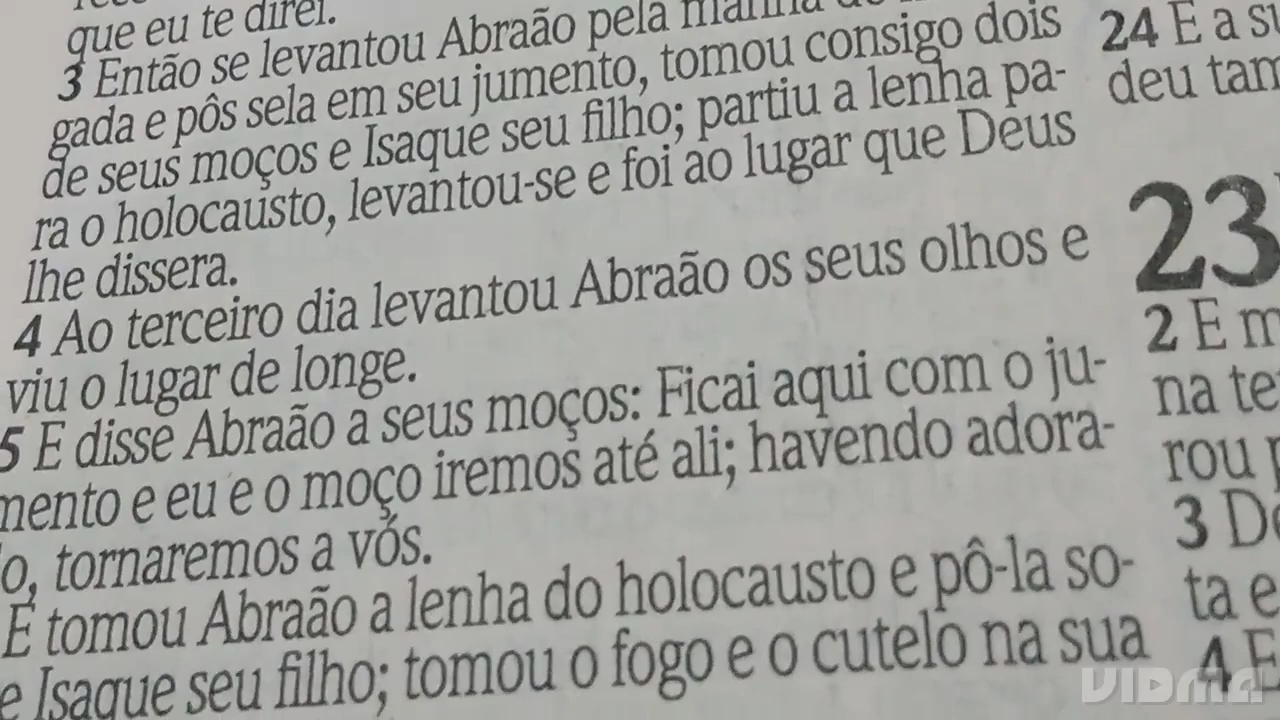 que eu te direi.
3 Então se levantou Abraão pela manhã
gada e pôs sela em seu jumento, tomou consigo dois
de seus moços e Isaque seu filho; partiu a lenha pa-
ra o holocausto, levantou-se e foi ao lugar que Deus
lhe dissera.
4 Ao terceiro dia levantou Abraão os seus olhos e
viu o lugar de longe.
5 E disse Abraão a seus moços: Ficai aqui com o ju-
mento e eu e o moço iremos até ali; havendo adora-
o, tornaremos a vós.
E tomou Abraão a lenha do holocausto e pô-la so-
e Isaque seu filho; tomou o fogo e o cutelo na sua
24 E a su
deu tam
23
2 E m
na te
rou
3 De
ta e
4 E
VIDMA